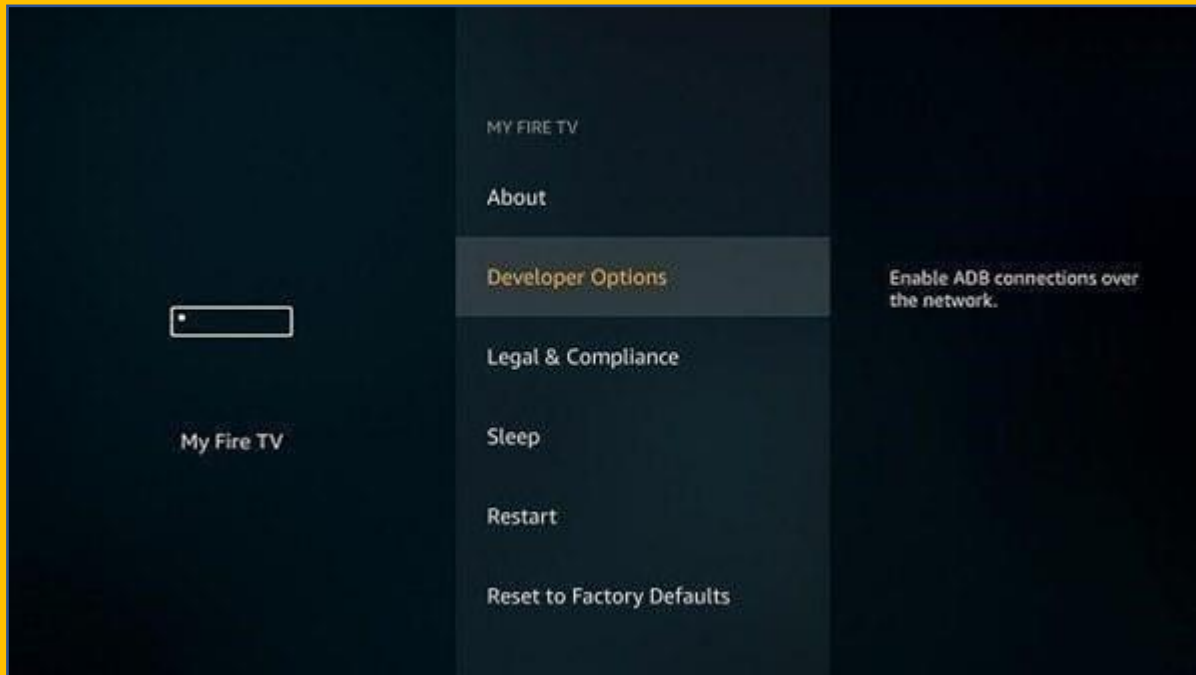 MY FIRE TV
About
Developer Options
Enable ADB connections over
the network.
Legal & Compliance
My Fire TV
Sleep
Restart
Reset to Factory Defaults